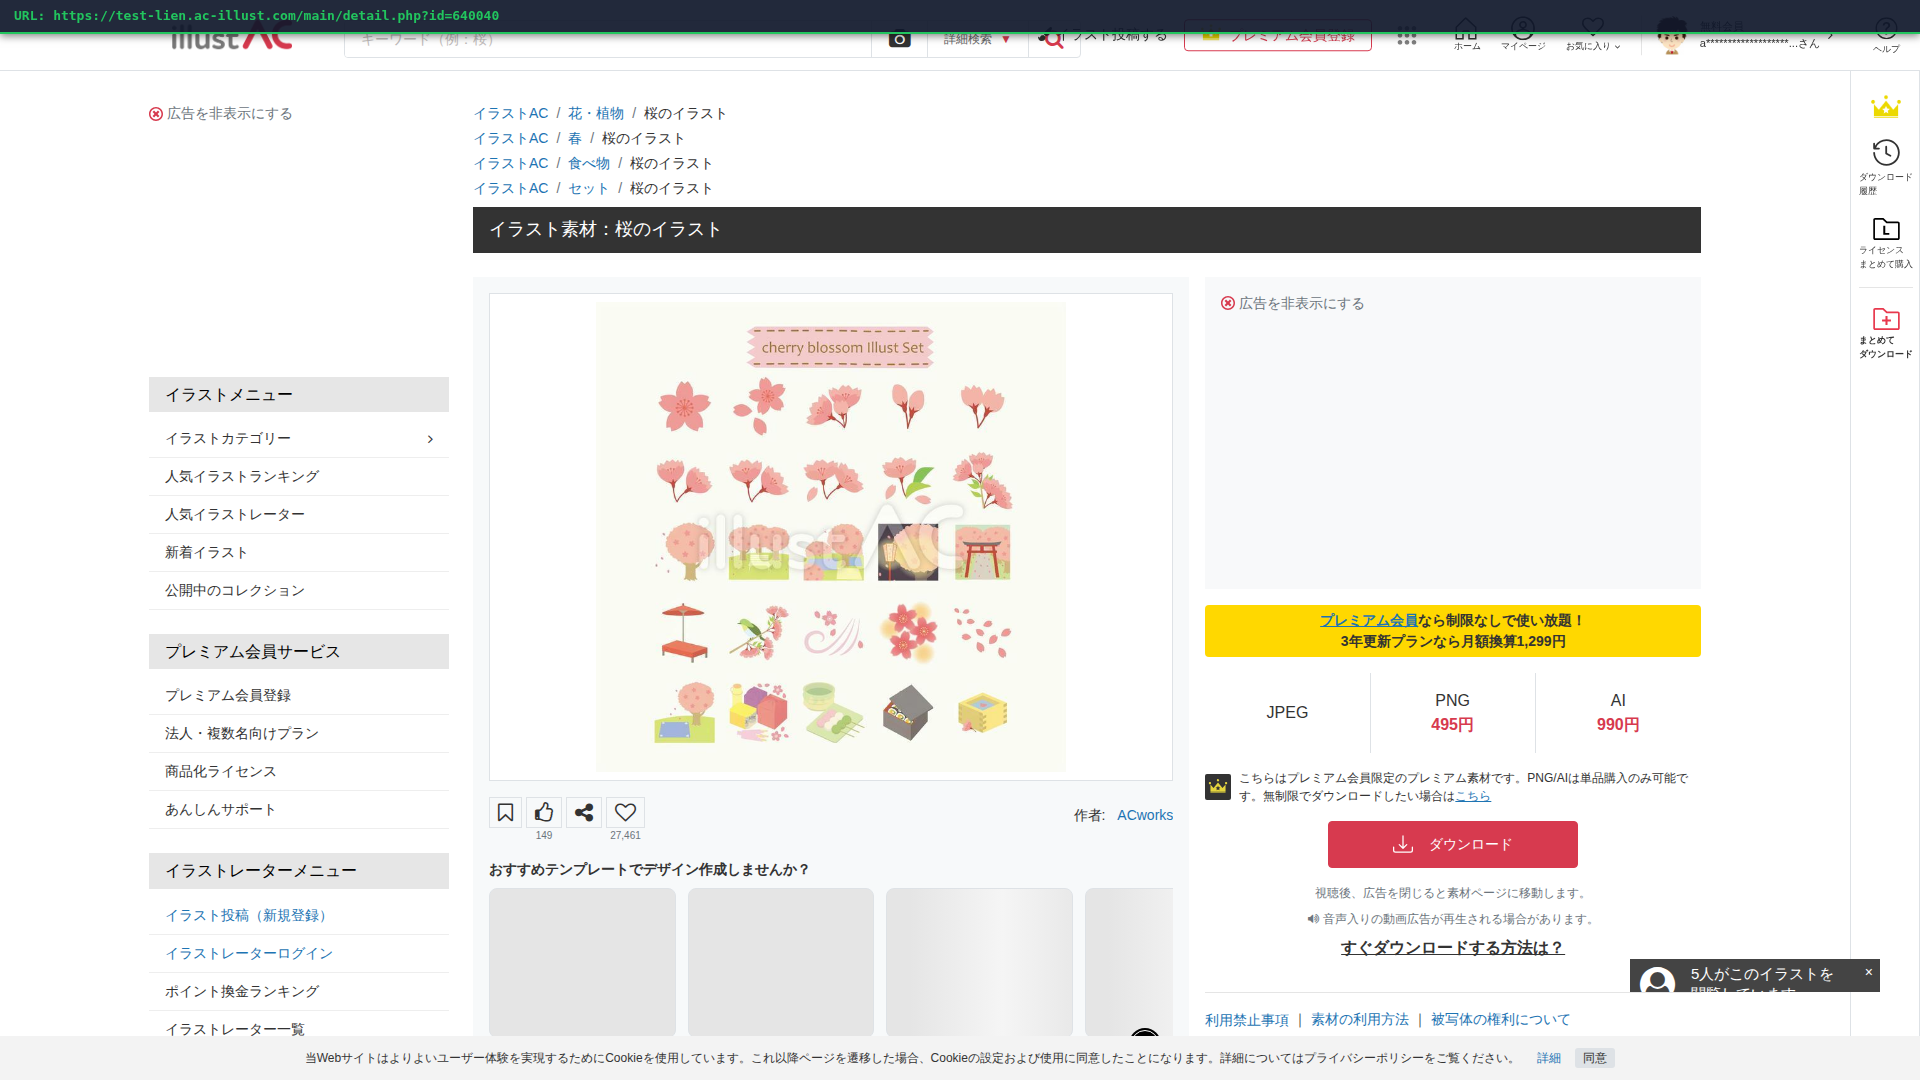 URL: https://test-lien.ac-illust.com/main/detail.php?id=640040
illustAC
キーワード（例：桜）
詳細検索 ▼
プレミアム会員登録
ホーム
マイページ
お気に入り
a*******************...さん
ヘルプ
広告を非表示にする
イラストAC / 花・植物 / 桜のイラスト
イラストAC / 春 / 桜のイラスト
イラストAC / 食べ物 / 桜のイラスト
イラストAC / セット / 桜のイラスト
イラスト素材：桜のイラスト
ダウンロード
履歴
L
ライセンス
まとめて購入
まとめて
ダウンロード
イラストメニュー
イラストカテゴリー
人気イラストランキング
人気イラストレーター
新着イラスト
公開中のコレクション
プレミアム会員サービス
プレミアム会員登録
法人・複数名向けプラン
商品化ライセンス
あんしんサポート
イラストレーターメニュー
イラスト投稿（新規登録）
イラストレーターログイン
ポイント換金ランキング
イラストレーター一覧
cherry blossom Illust Set
illustAC
149
27,461
作者: ACworks
おすすめテンプレートでデザイン作成しませんか？
広告を非表示にする
プレミアム会員なら制限なしで使い放題！
3年更新プランなら月額換算1,299円
JPEG
PNG
495円
AI
990円
こちらはプレミアム会員限定のプレミアム素材です。PNG/AIは単品購入のみ可能で
す。無制限でダウンロードしたい場合はこちら
ダウンロード
視聴後、広告を閉じると素材ページに移動します。
音声入りの動画広告が再生される場合があります。
すぐダウンロードする方法は？
5人がこのイラストを
×
利用禁止事項 | 素材の利用方法 | 被写体の権利について
当Webサイトはよりよいユーザー体験を実現するためにCookieを使用しています。これ以降ページを遷移した場合、Cookieの設定および使用に同意したことになります。詳細についてはプライバシーポリシーをご覧ください。 詳細 同意